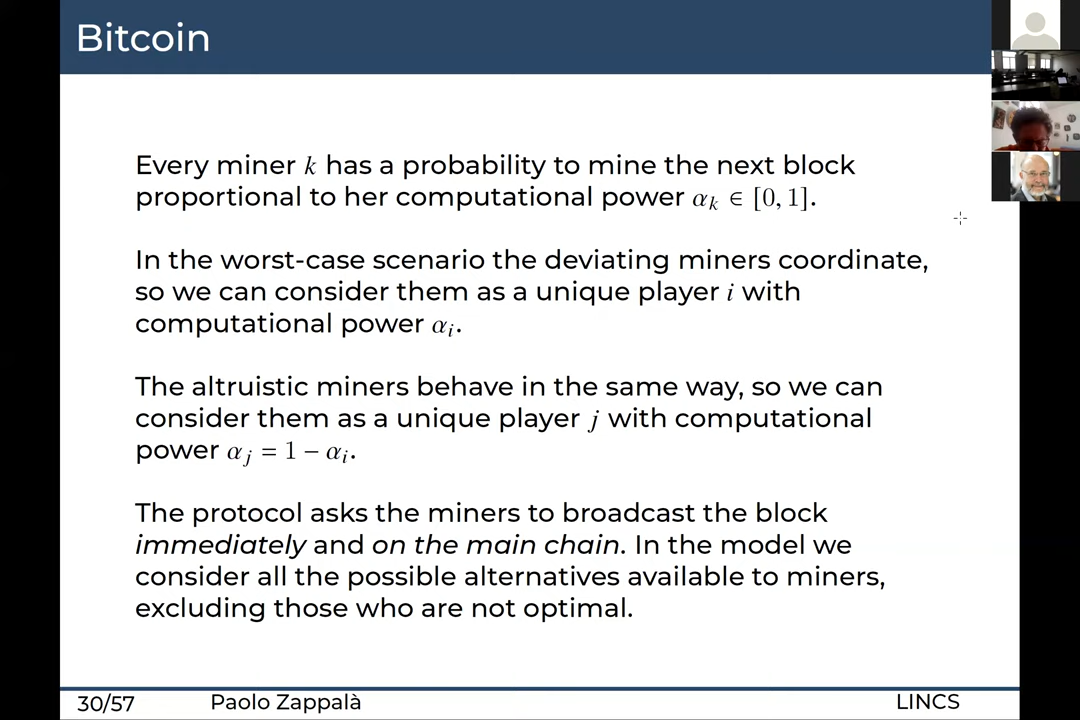 Bitcoin
Every miner k has a probability to mine the next block
proportional to her computational power αₖ ∈ [0, 1].
In the worst-case scenario the deviating miners coordinate,
so we can consider them as a unique player i with
computational power αᵢ.
The altruistic miners behave in the same way, so we can
consider them as a unique player j with computational
power αⱼ = 1 − αᵢ.
The protocol asks the miners to broadcast the block
immediately and on the main chain. In the model we
consider all the possible alternatives available to miners,
excluding those who are not optimal.
30/57 Paolo Zappalà LINCS